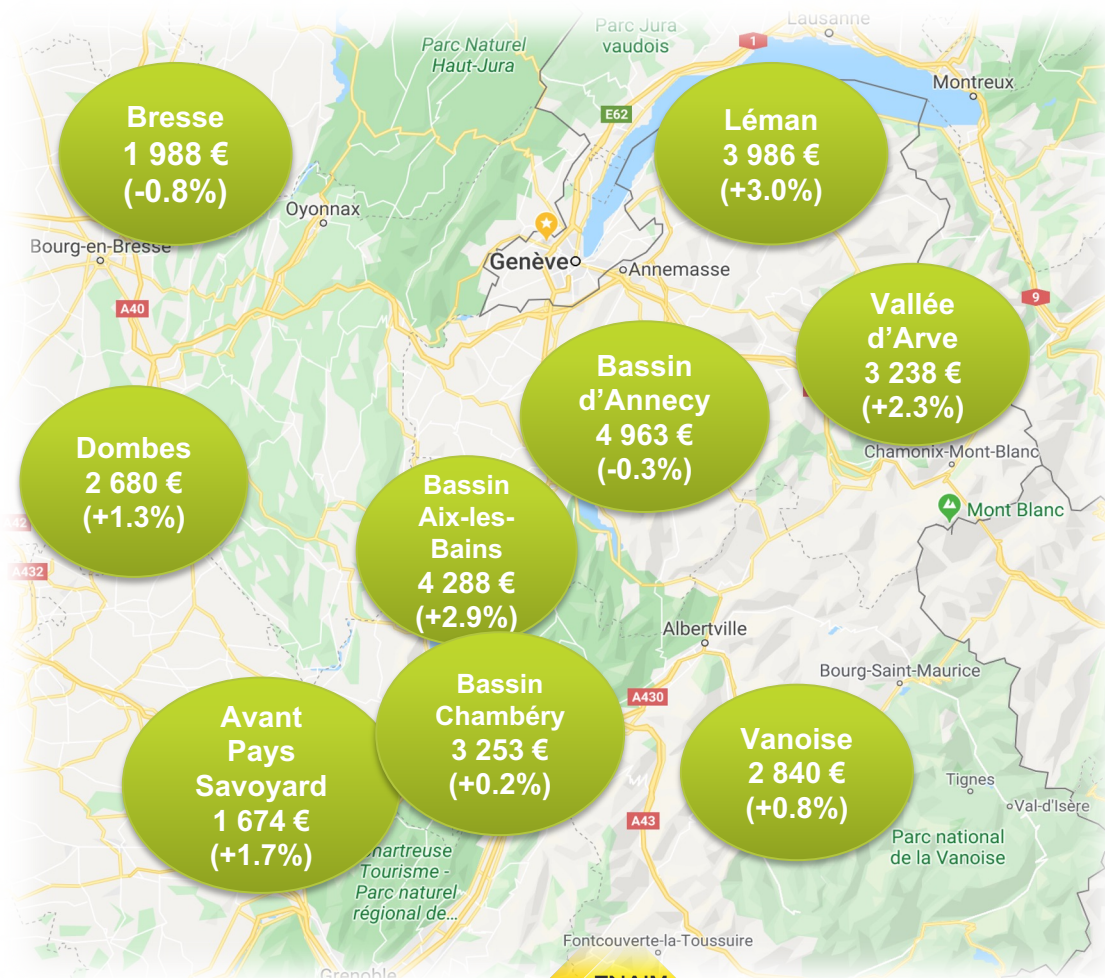 Lausanne
Parc Jura
vaudois
1
Parc Naturel
Haut-Jura
Montreux
E62
Bresse
1 988 €
(-0.8%)
Léman
3 986 €
(+3.0%)
Oyonnax
Bourg-en-Bresse
Genève
Annemasse
A40
9
Vallée
d’Arve
3 238 €
(+2.3%)
Bassin
d’Annecy
4 963 €
(-0.3%)
Chamonix-Mont-Blanc
Mont Blanc
Dombes
2 680 €
(+1.3%)
A42
A432
Bassin
Aix-les-
Bains
4 288 €
(+2.9%)
Albertville
Bourg-Saint-Maurice
A430
Bassin
Chambéry
3 253 €
(+0.2%)
Avant
Pays
Savoyard
1 674 €
(+1.7%)
Vanoise
2 840 €
(+0.8%)
Tignes
Val-d'Isère
A43
Parc national
de la Vanoise
Chartreuse
Tourisme -
Parc naturel
régional de...
Fontcouverte-la-Toussuire
Grenoble
FNAIM